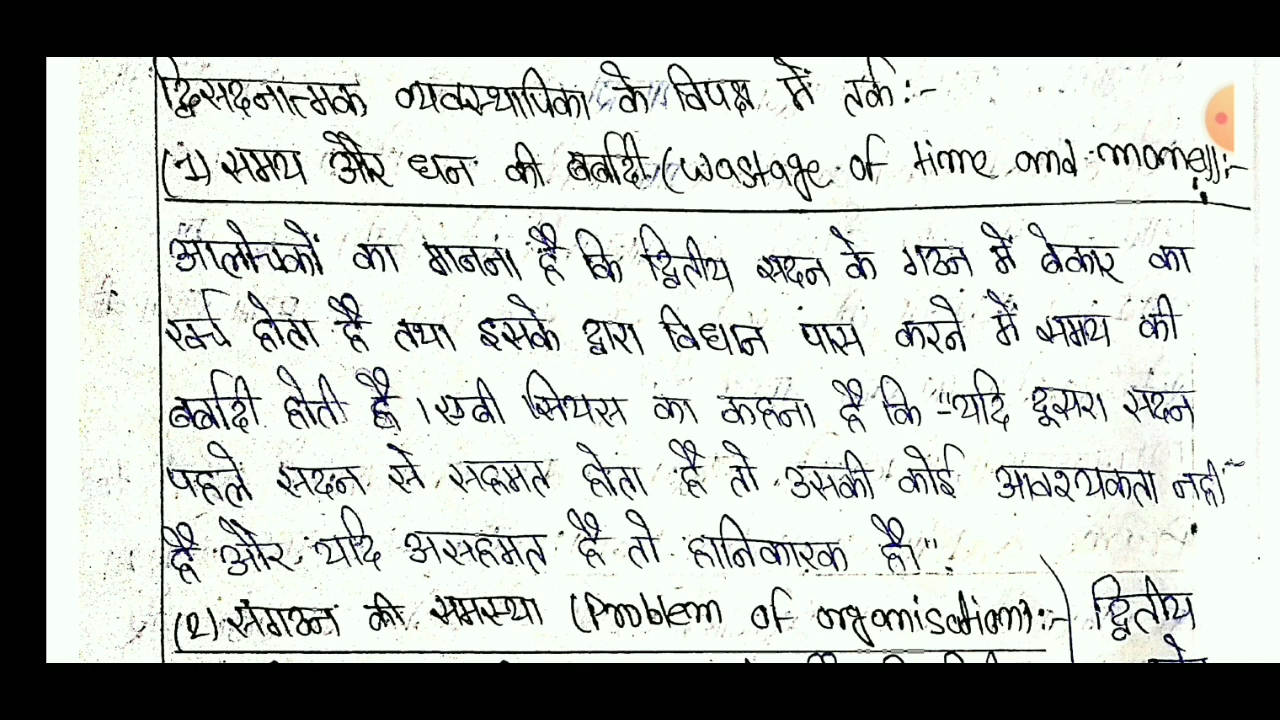 द्विसदनात्मक व्यवस्थापिका के विपक्ष में तर्क:-
(1) समय और धन की बर्बादी (Wastage of time and money):-
आलोचकों का मानना है कि द्वितीय सदन के गठन में बेकार का
खर्च होता है तथा इसके द्वारा विधान पास करने में समय की
बर्बादी होती है। एबी सियस का कहना है कि "यदि दूसरा सदन
पहले सदन से सहमत होता है तो उसकी कोई आवश्यकता नहीं
है और यदि असहमत है तो हानिकारक है।"
(2) संगठन की समस्या (Problem of organisation):- द्वितीय